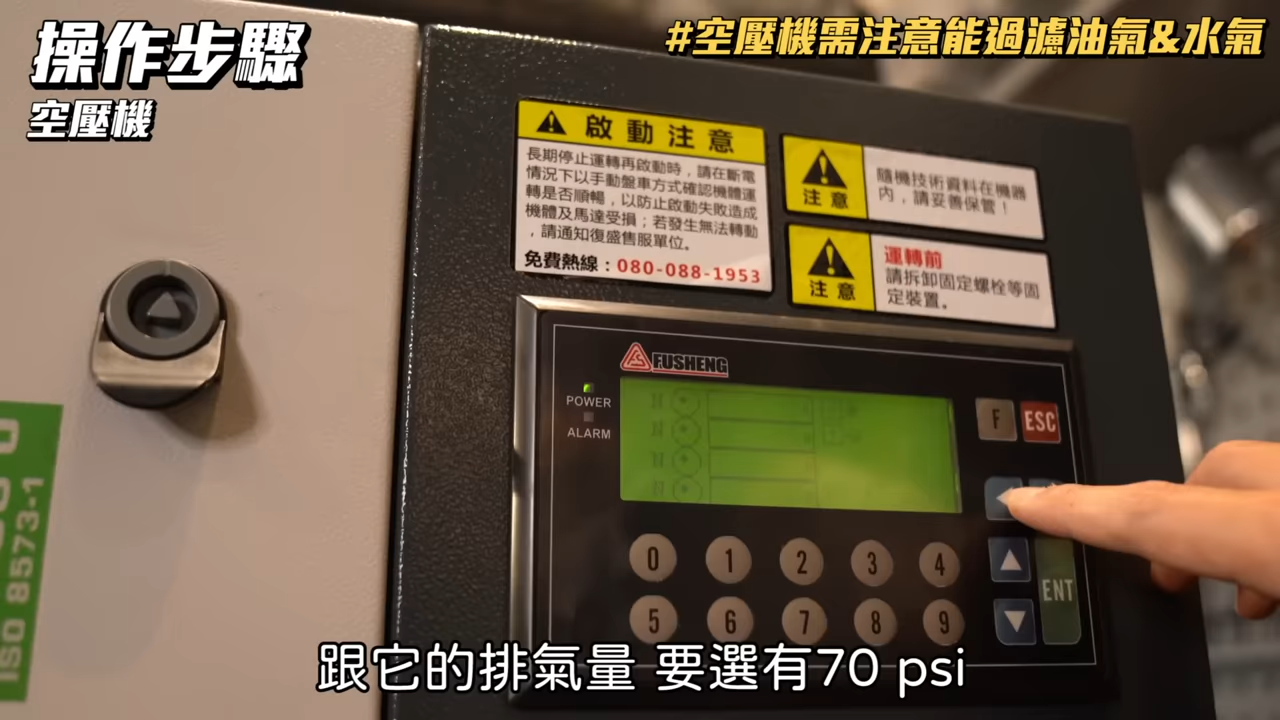 操作步驟
空壓機
#空壓機需注意能過濾油氣&水氣
啟動注意
長期停止運轉再啟動時，請在斷電
情況下以手動盤車方式確認機體運
轉是否順暢，以防止啟動失敗造成
機體及馬達受損；若發生無法轉動
，請通知復盛售服單位。
免費熱線：080-088-1953
注意
隨機技術資料在機器
內，請妥善保管！
注意
運轉前
請拆卸固定螺栓等固
定裝置。
FUSHENG
POWER
ALARM
F
ESC
0 1 2 3 4
ENT
5 6 7 8 9
ISO 8573-1
跟它的排氣量 要選有70 psi